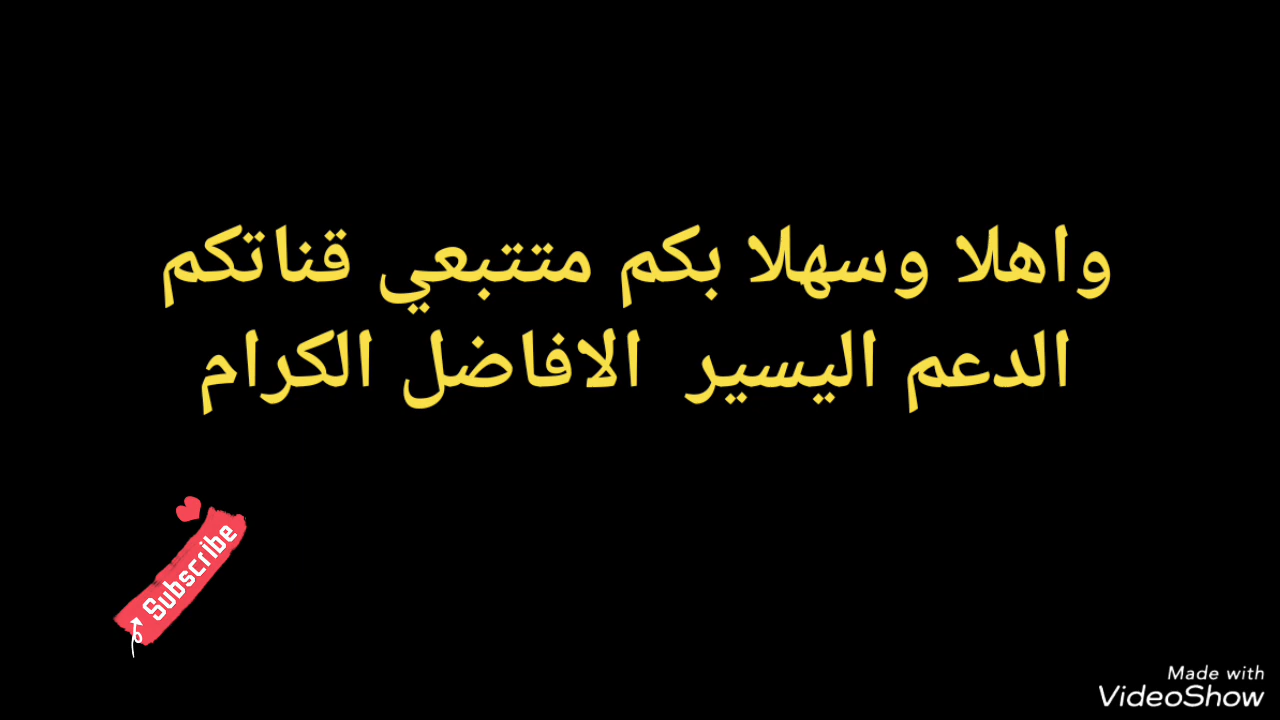 واهلا وسهلا بكم متتبعي قناتكم
الدعم اليسير  الافاضل الكرام
Subscribe
Made with
VideoShow